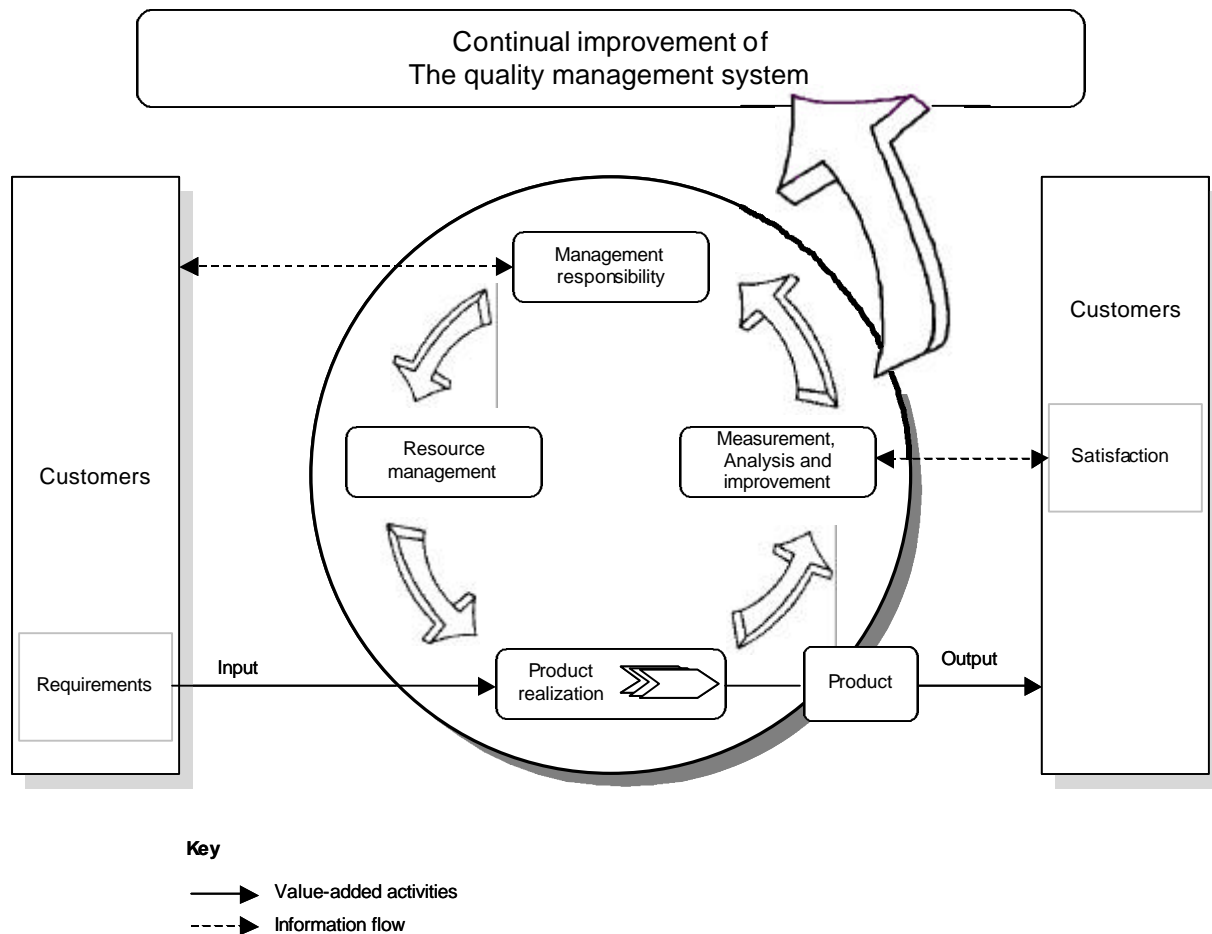 Continual improvement of
The quality management system
Management
responsibility
Customers
Resource
management
Measurement,
Analysis and
improvement
Satisfaction
Customers
Requirements
Input
Product
realization
Product
Output
Key
Value-added activities
Information flow